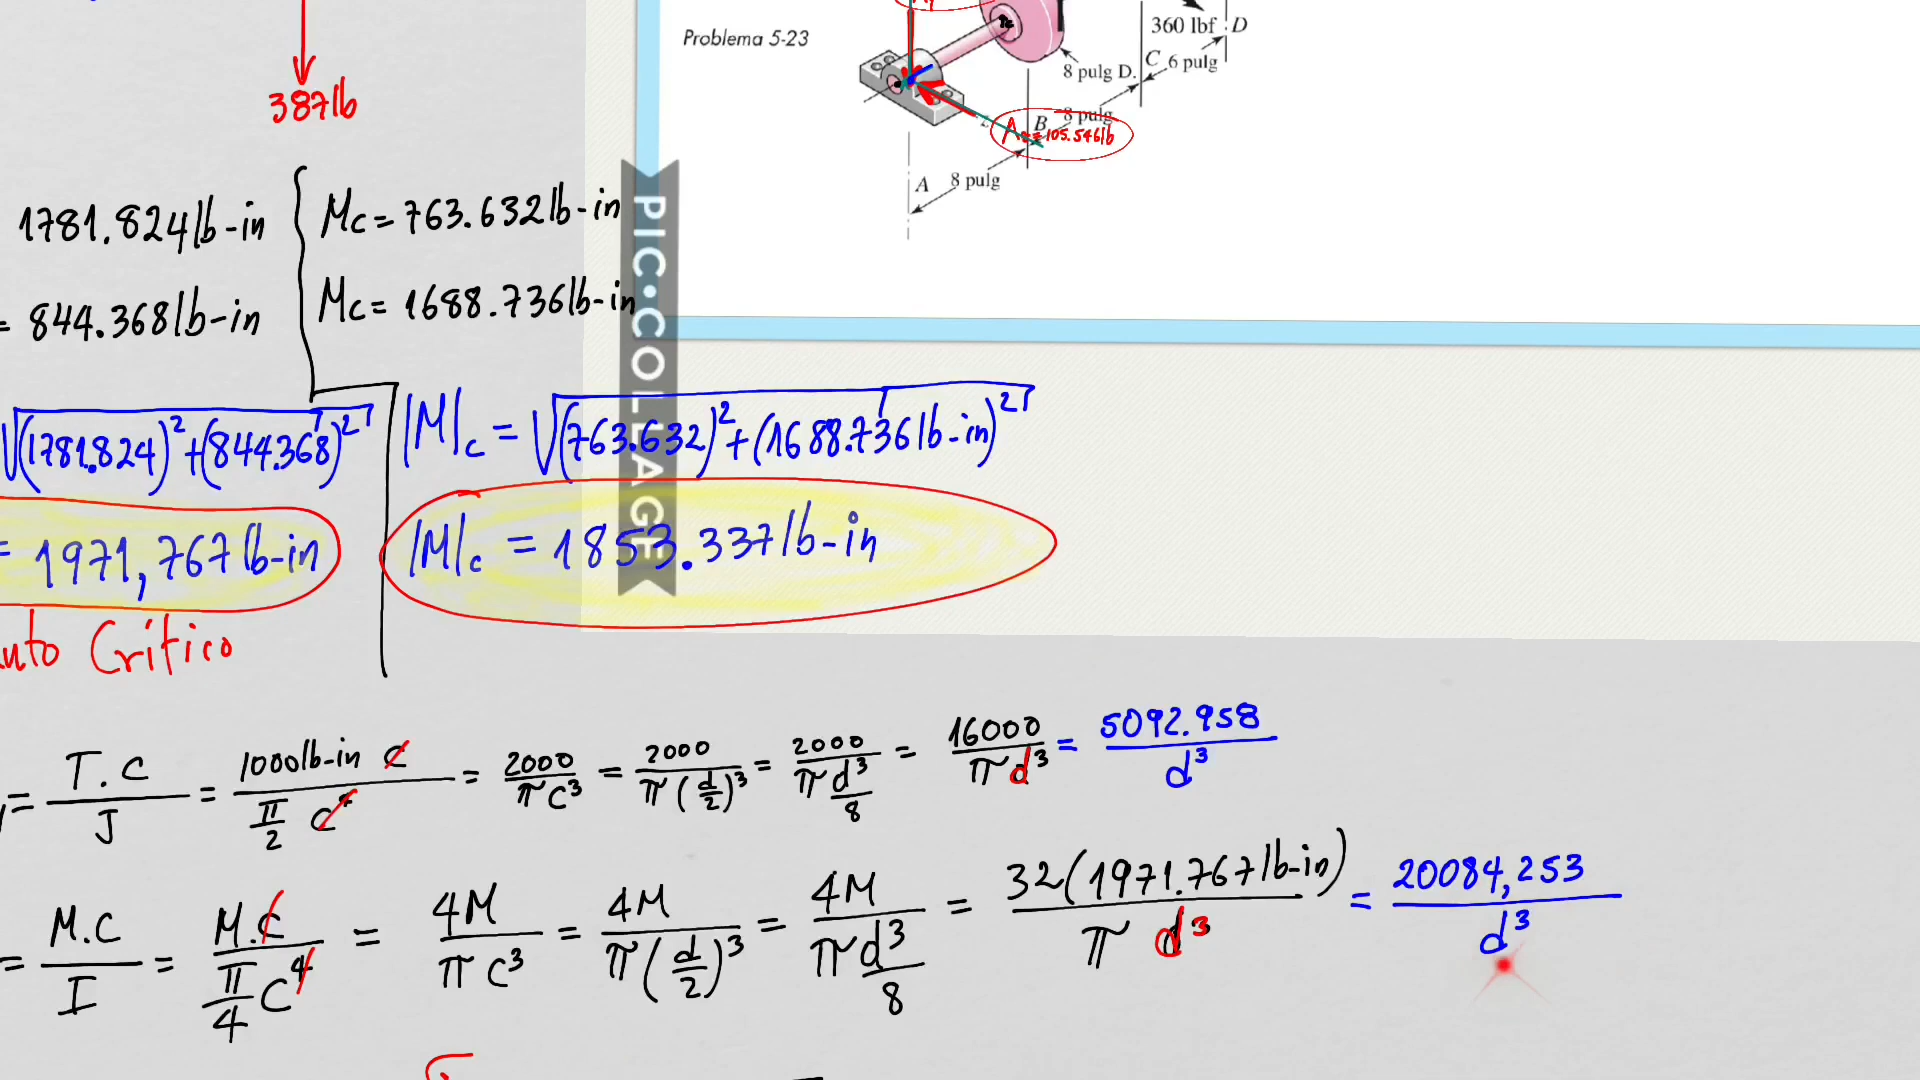 387lb
Problema 5-23
360 lbf D
C 6 pulg
8 pulg D.
8 pulg
B
= 105.546lb
A 8 pulg
1781.824lb-in
Mc = 763.632lb-in
= 844.368lb-in
Mc = 1688.736lb-in
PIC•COLLAGE
√(1781.824)²+(844.368)²
|M|c = √(763.632)²+(1688.736lb-in)²
= 1971,767lb-in
|M|c = 1853.337lb-in
nto Crítico
= T.C/J = 1000lb-in c/(π/2 c⁴) = 2000/πc³ = 2000/π(d/2)³ = 2000/(π d³/8) = 16000/πd³ = 5092.958/d³
= M.C/I = M.c/(π/4 c⁴) = 4M/πc³ = 4M/π(d/2)³ = 4M/(π d³/8) = 32(1971.767lb-in)/π d³ = 20084,253/d³